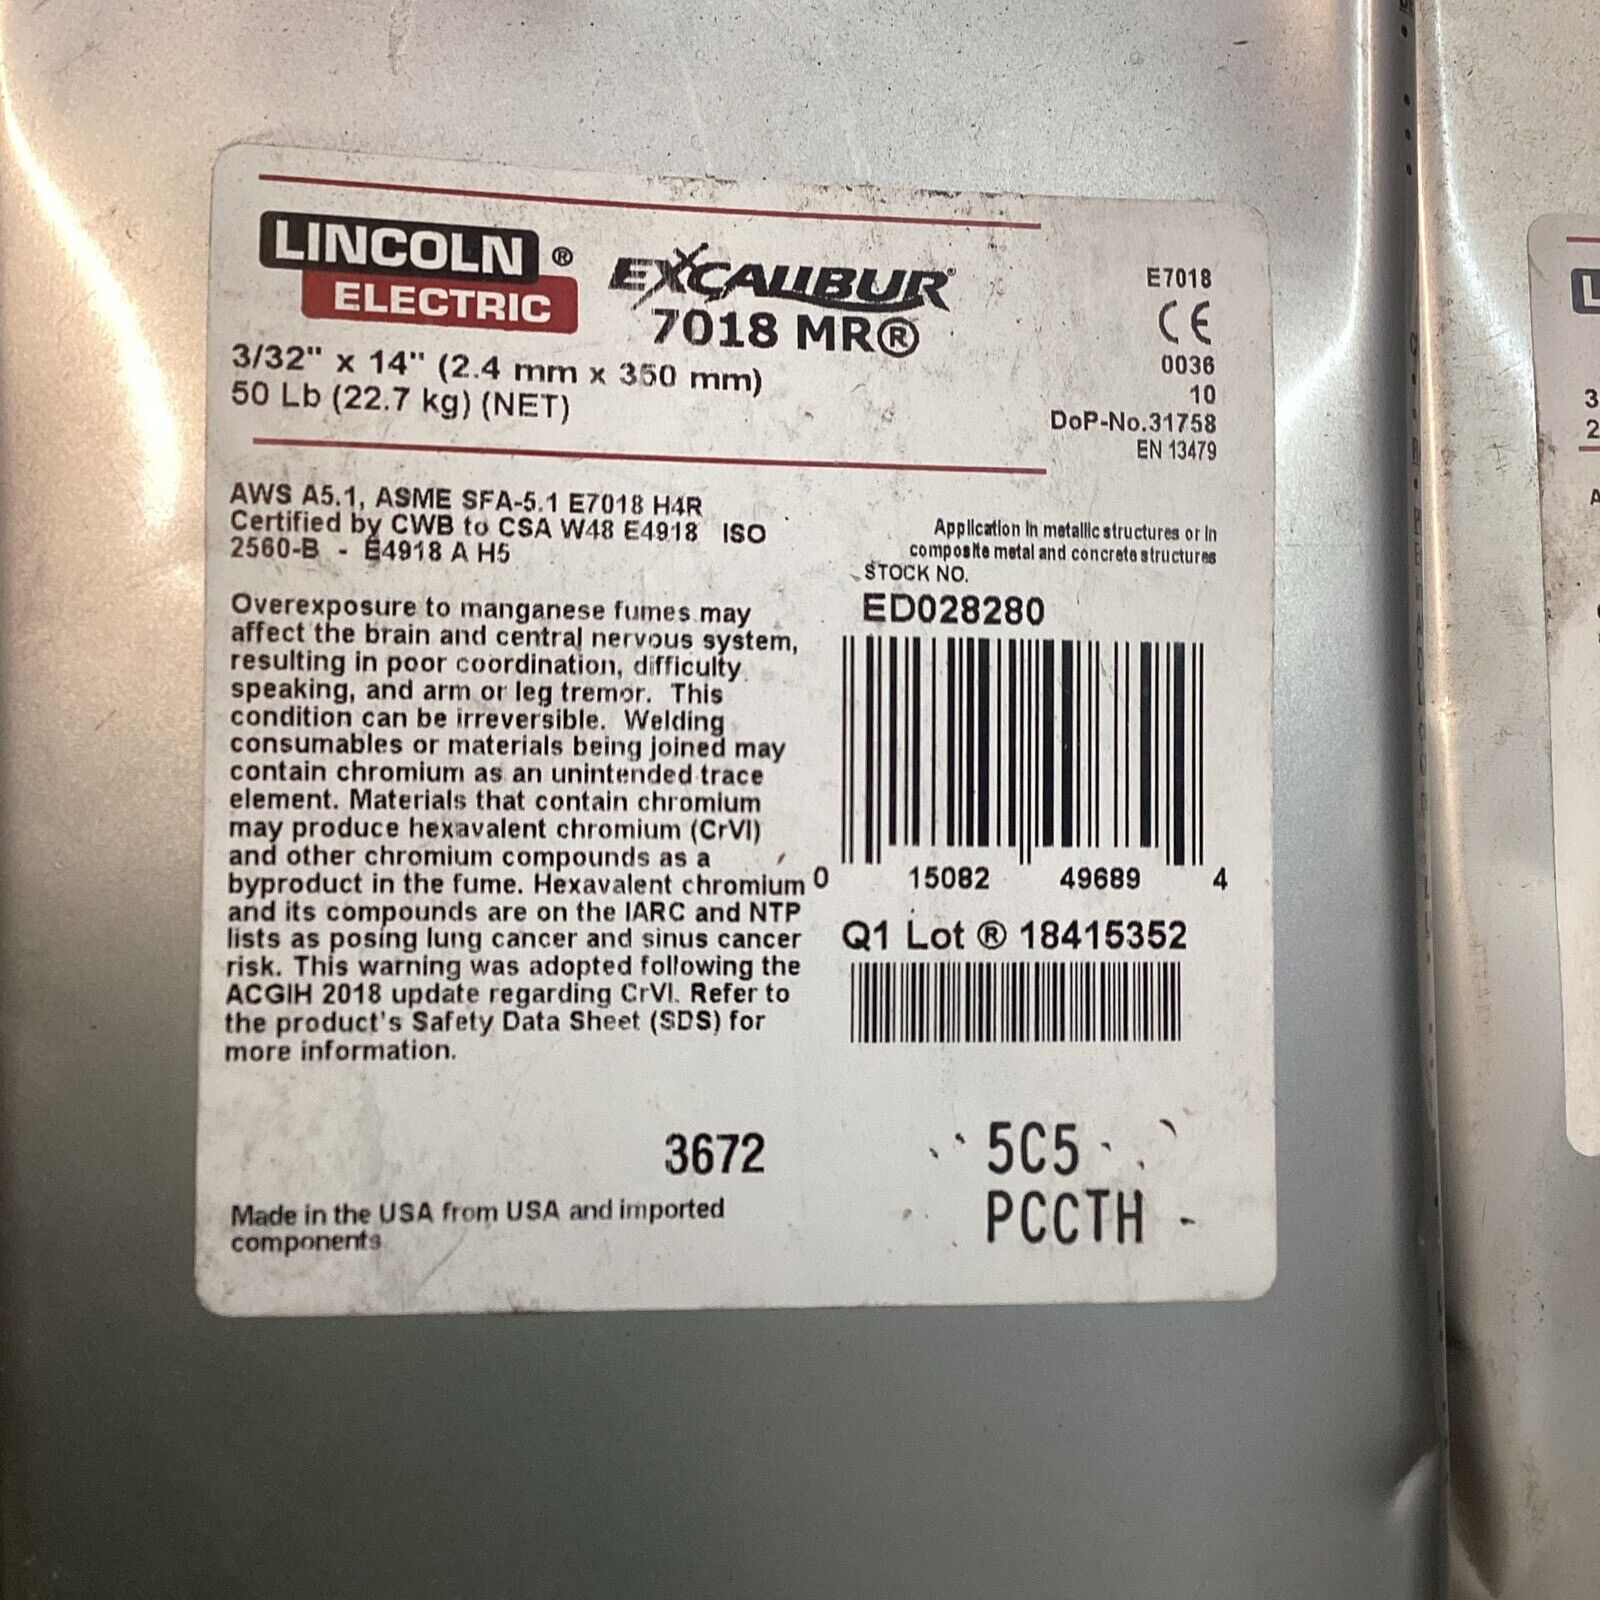 LINCOLN ®
ELECTRIC
EXCALIBUR®
7018 MR®
3/32" x 14" (2.4 mm x 350 mm)
50 Lb (22.7 kg) (NET)
E7018
CE
0036
10
DoP-No.31758
EN 13479
AWS A5.1, ASME SFA-5.1 E7018 H4R
Certified by CWB to CSA W48 E4918 ISO
2560-B - E4918 A H5
Application In metallic structures or In
composite metal and concrete structures
STOCK NO.
ED028280
Overexposure to manganese fumes may
affect the brain and central nervous system,
resulting in poor coordination, difficulty
speaking, and arm or leg tremor. This
condition can be irreversible. Welding
consumables or materials being joined may
contain chromium as an unintended trace
element. Materials that contain chromium
may produce hexavalent chromium (CrVI)
and other chromium compounds as a
byproduct in the fume. Hexavalent chromium
and its compounds are on the IARC and NTP
lists as posing lung cancer and sinus cancer
risk. This warning was adopted following the
ACGIH 2018 update regarding CrVI. Refer to
the product's Safety Data Sheet (SDS) for
more information.
0 15082 49689 4
Q1 Lot ® 18415352
3672
5C5
PCCTH
Made in the USA from USA and imported
components
L
3
2
A